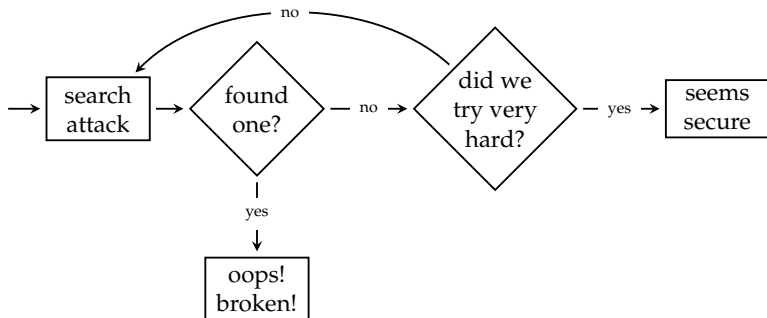 no
search
attack
found
one?
no
did we
try very
hard?
yes
seems
secure
yes
oops!
broken!